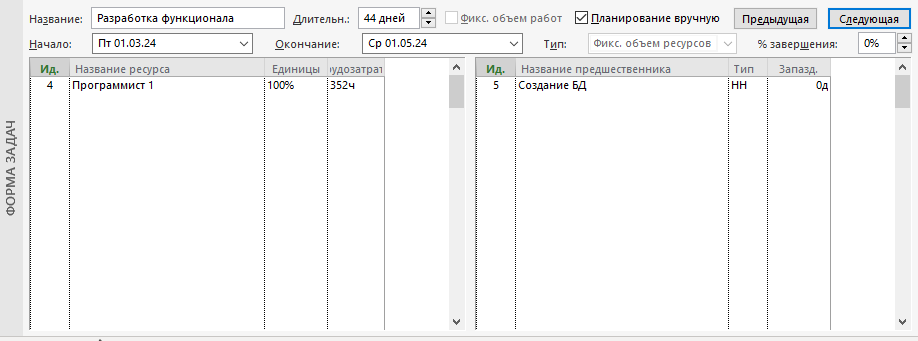 Название: Разработка функционала Длительн.: 44 дней Фикс. объем работ Планирование вручную Предыдущая Следующая
Начало: Пт 01.03.24 Окончание: Ср 01.05.24 Тип: Фикс. объем ресурсов % завершения: 0%
Ид. Название ресурса Единицы рудозатрат Ид. Название предшественника Тип Запазд.
4 Программист 1 100% 352ч 5 Создание БД НН 0д
ФОРМА ЗАДАЧ